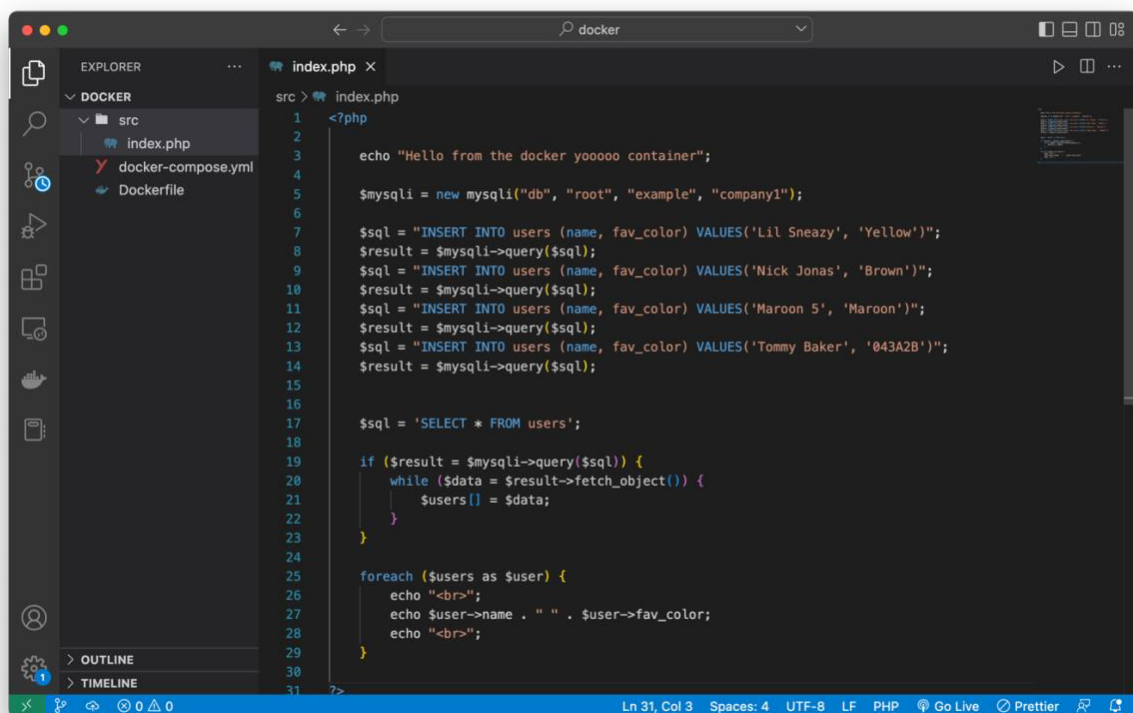 docker
EXPLORER
DOCKER
src
index.php
docker-compose.yml
Dockerfile
OUTLINE
TIMELINE
index.php
src > index.php
1 <?php
2
3 echo "Hello from the docker yooooo container";
4
5 $mysqli = new mysqli("db", "root", "example", "company1");
6
7 $sql = "INSERT INTO users (name, fav_color) VALUES('Lil Sneazy', 'Yellow')";
8 $result = $mysqli->query($sql);
9 $sql = "INSERT INTO users (name, fav_color) VALUES('Nick Jonas', 'Brown')";
10 $result = $mysqli->query($sql);
11 $sql = "INSERT INTO users (name, fav_color) VALUES('Maroon 5', 'Maroon')";
12 $result = $mysqli->query($sql);
13 $sql = "INSERT INTO users (name, fav_color) VALUES('Tommy Baker', '043A2B')";
14 $result = $mysqli->query($sql);
15
16
17 $sql = 'SELECT * FROM users';
18
19 if ($result = $mysqli->query($sql)) {
20 while ($data = $result->fetch_object()) {
21 $users[] = $data;
22 }
23 }
24
25 foreach ($users as $user) {
26 echo "<br>";
27 echo $user->name . " " . $user->fav_color;
28 echo "<br>";
29 }
30
31 ?>
1
0 0
Ln 31, Col 3 Spaces: 4 UTF-8 LF PHP Go Live Prettier